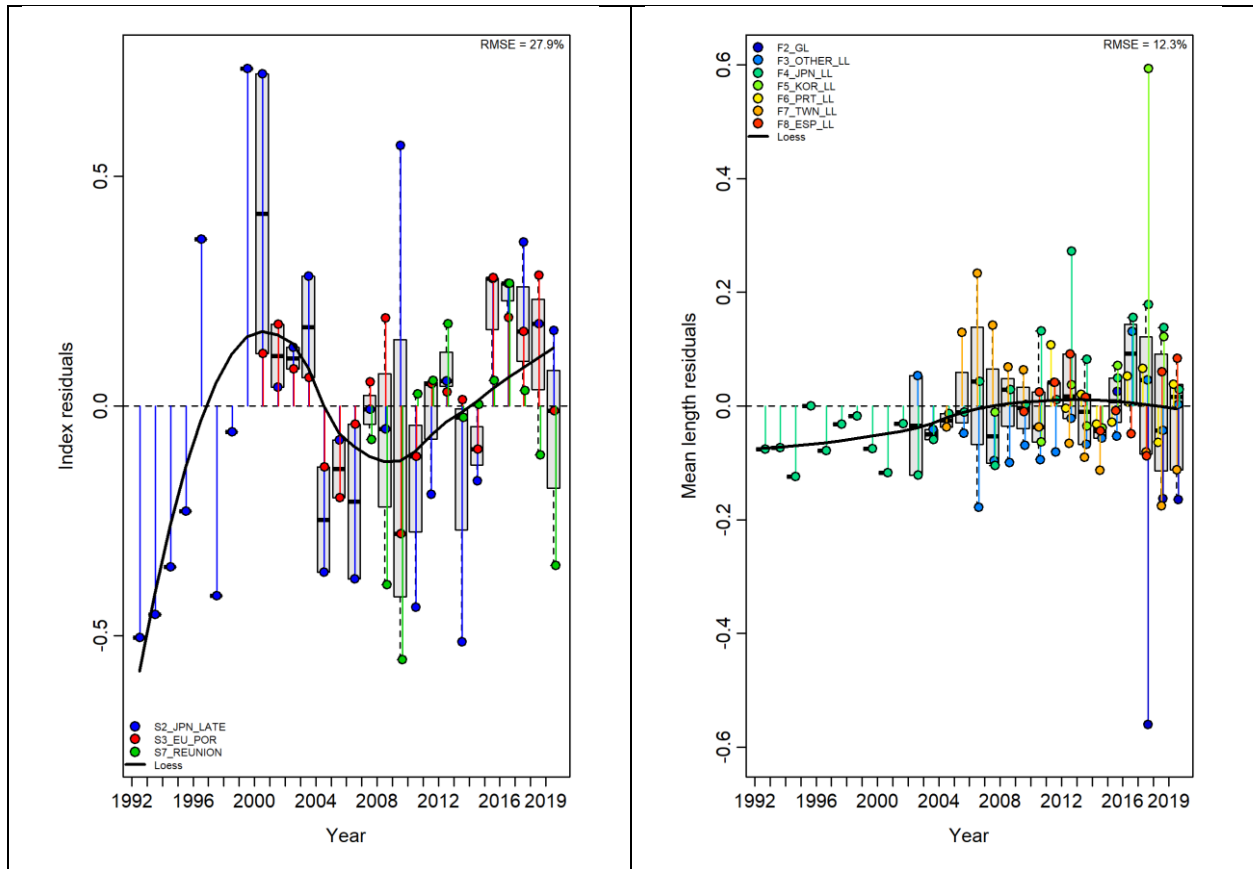 RMSE = 27.9%
0.5
0.0
-0.5
Index residuals
S2_JPN_LATE
S3_EU_POR
S7_REUNION
Loess
1992 1996 2000 2004 2008 2012 2016 2019
Year
RMSE = 12.3%
F2_GL
F3_OTHER_LL
F4_JPN_LL
F5_KOR_LL
F6_PRT_LL
F7_TWN_LL
F8_ESP_LL
Loess
0.6
0.4
0.2
0.0
-0.2
-0.4
-0.6
Mean length residuals
1992 1996 2000 2004 2008 2012 2016 2019
Year